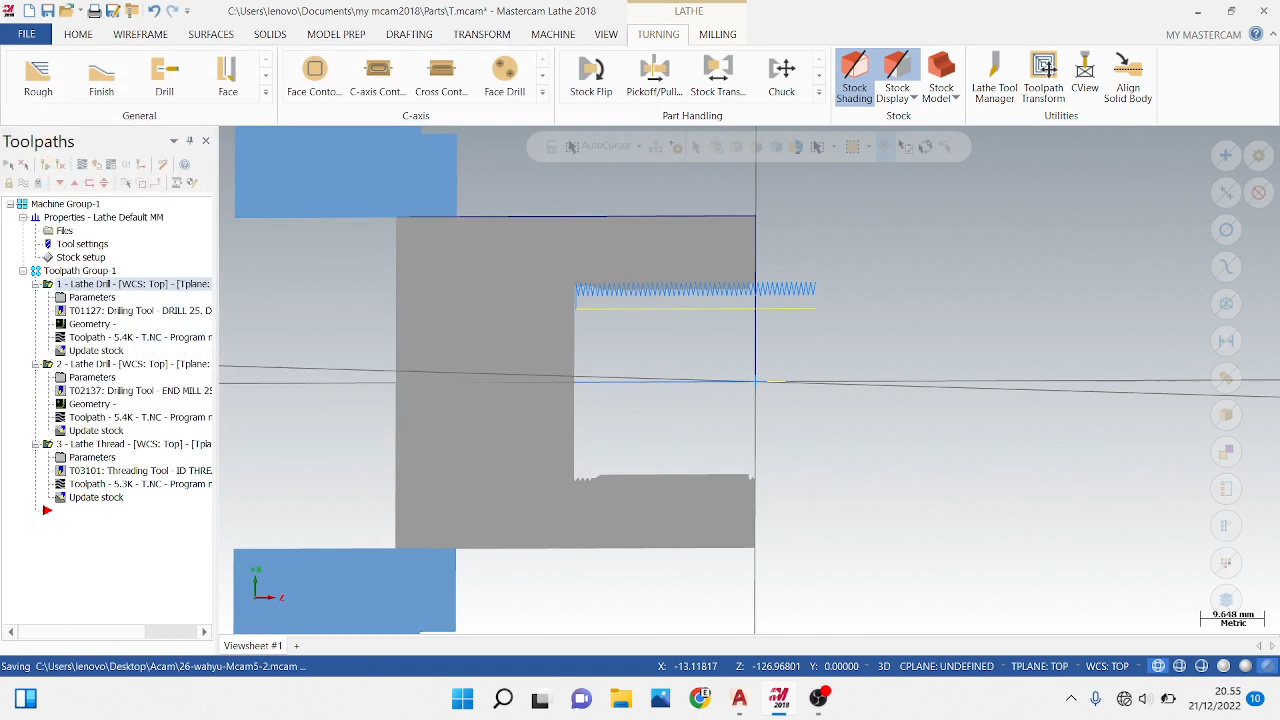 C:\Users\lenovo\Documents\my mcam2018\Parts\T.mcam* - Mastercam Lathe 2018
LATHE
FILE HOME WIREFRAME SURFACES SOLIDS MODEL PREP DRAFTING TRANSFORM MACHINE VIEW TURNING MILLING MY MASTERCAM
Rough Finish Drill Face Face Conto... C-axis Cont... Cross Cont... Face Drill Stock Flip Pickoff/Pull... Stock Trans... Chuck Stock Shading Stock Display Stock Model Lathe Tool Manager Toolpath Transform CView Align Solid Body
General C-axis Part Handling Stock Utilities
Toolpaths
AutoCursor
Machine Group-1
Properties - Lathe Default MM
Files
Tool settings
Stock setup
Toolpath Group-1
1 - Lathe Drill - [WCS: Top] - [Tplane:
Parameters
T01127: Drilling Tool - DRILL 25. D
Geometry -
Toolpath - 5.4K - T.NC - Program n
Update stock
2 - Lathe Drill - [WCS: Top] - [Tplane:
Parameters
T02137: Drilling Tool - END MILL 25
Geometry -
Toolpath - 5.4K - T.NC - Program n
Update stock
3 - Lathe Thread - [WCS: Top] - [Tpl
Parameters
T03101: Threading Tool - ID THRE
Toolpath - 5.3K - T.NC - Program n
Update stock
YX
Z
9.648 mm
Metric
Viewsheet #1 +
Saving C:\Users\lenovo\Desktop\Acam\26-wahyu-Mcam5-2.mcam ... X: -13.11817 Z: -126.96801 Y: 0.00000 3D CPLANE: UNDEFINED TPLANE: TOP WCS: TOP
2018
20.55
21/12/2022
10